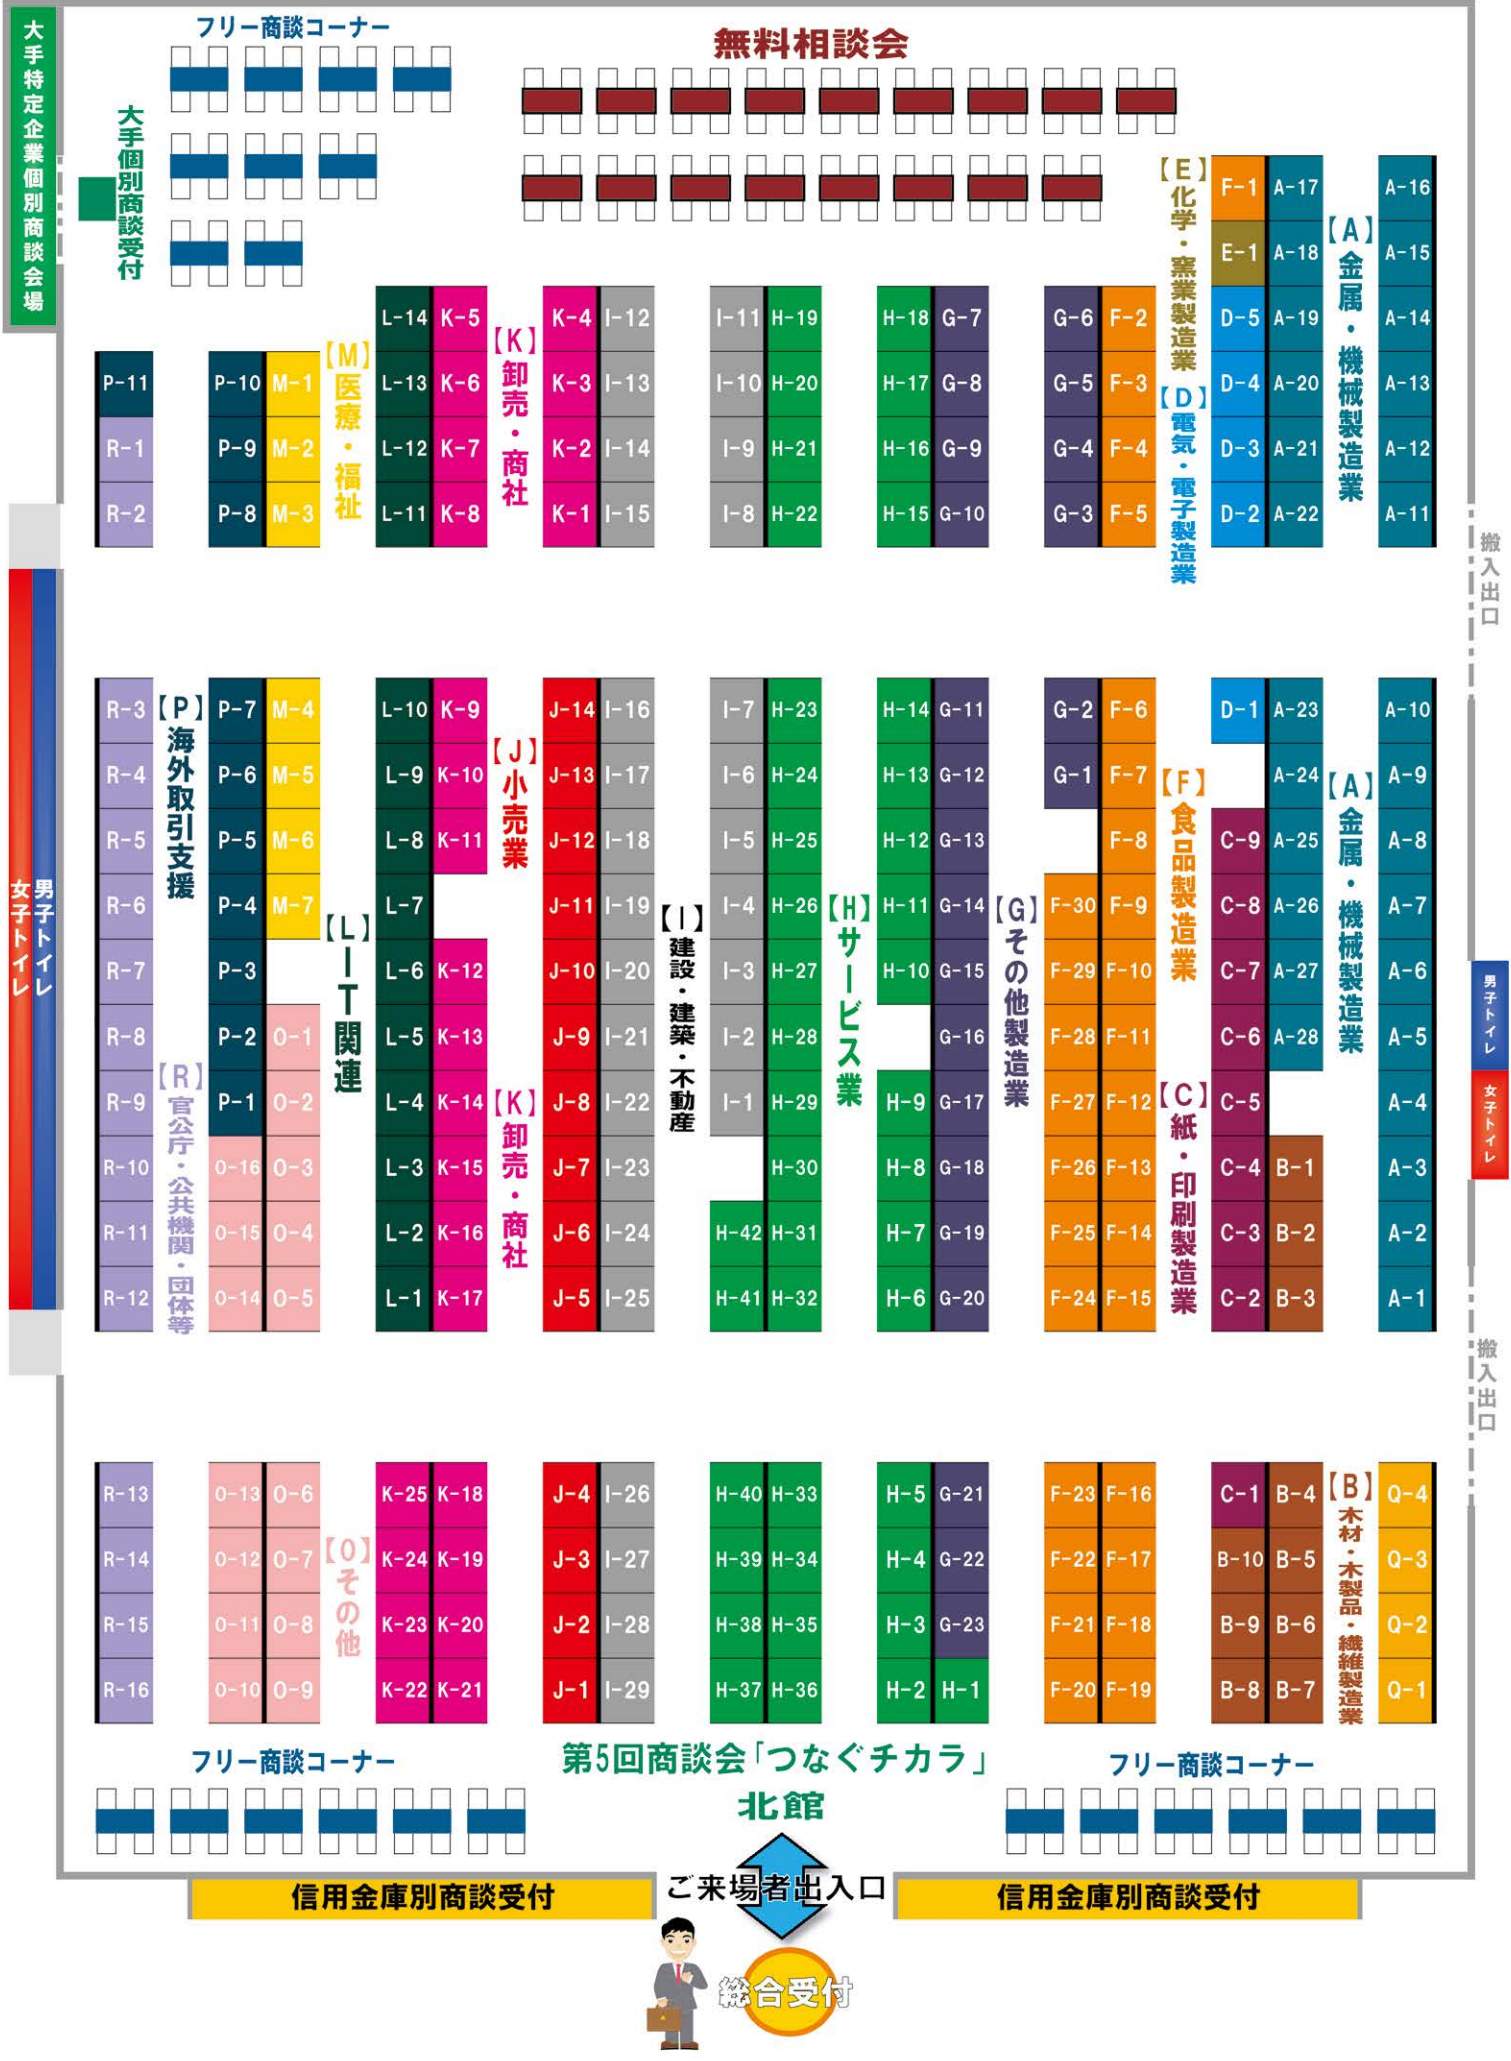 大手特定企業個別商談会場
フリー商談コーナー
無料相談会
大手個別商談受付
【E】化学・窯業製造業
F-1 A-17 A-16
E-1 A-18 A-15
【A】金属・機械製造業
L-14 K-5 K-4 I-12 I-11 H-19 H-18 G-7 G-6 F-2 D-5 A-19 A-14
P-11 P-10 M-1 L-13 K-6 K-3 I-13 I-10 H-20 H-17 G-8 G-5 F-3 D-4 A-20 A-13
R-1 P-9 M-2 L-12 K-7 K-2 I-14 I-9 H-21 H-16 G-9 G-4 F-4 D-3 A-21 A-12
R-2 P-8 M-3 L-11 K-8 K-1 I-15 I-8 H-22 H-15 G-10 G-3 F-5 D-2 A-22 A-11
【M】医療・福祉
【K】卸売・商社
【D】電気・電子製造業
搬入出口
R-3 P-7 M-4 L-10 K-9 J-14 I-16 I-7 H-23 H-14 G-11 G-2 F-6 D-1 A-23 A-10
R-4 P-6 M-5 L-9 K-10 J-13 I-17 I-6 H-24 H-13 G-12 G-1 F-7 A-24 A-9
R-5 P-5 M-6 L-8 K-11 J-12 I-18 I-5 H-25 H-12 G-13 F-8 C-9 A-25 A-8
R-6 P-4 M-7 L-7 J-11 I-19 I-4 H-26 H-11 G-14 F-30 F-9 C-8 A-26 A-7
R-7 P-3 L-6 K-12 J-10 I-20 I-3 H-27 H-10 G-15 F-29 F-10 C-7 A-27 A-6
R-8 P-2 O-1 L-5 K-13 J-9 I-21 I-2 H-28 G-16 F-28 F-11 C-6 A-28 A-5
R-9 P-1 O-2 L-4 K-14 J-8 I-22 I-1 H-29 H-9 G-17 F-27 F-12 C-5 A-4
R-10 O-16 O-3 L-3 K-15 J-7 I-23 H-30 H-8 G-18 F-26 F-13 C-4 B-1 A-3
R-11 O-15 O-4 L-2 K-16 J-6 I-24 H-42 H-31 H-7 G-19 F-25 F-14 C-3 B-2 A-2
R-12 O-14 O-5 L-1 K-17 J-5 I-25 H-41 H-32 H-6 G-20 F-24 F-15 C-2 B-3 A-1
女子トイレ
男子トイレ
【P】海外取引支援
【R】官公庁・公共機関・団体等
【L】IT関連
【J】小売業
【K】卸売・商社
【I】建設・建築・不動産
【H】サービス業
【G】その他製造業
【F】食品製造業
【C】紙・印刷製造業
【A】金属・機械製造業
男子トイレ
女子トイレ
搬入出口
R-13 O-13 O-6 K-25 K-18 J-4 I-26 H-40 H-33 H-5 G-21 F-23 F-16 C-1 B-4 Q-4
R-14 O-12 O-7 K-24 K-19 J-3 I-27 H-39 H-34 H-4 G-22 F-22 F-17 B-10 B-5 Q-3
R-15 O-11 O-8 K-23 K-20 J-2 I-28 H-38 H-35 H-3 G-23 F-21 F-18 B-9 B-6 Q-2
R-16 O-10 O-9 K-22 K-21 J-1 I-29 H-37 H-36 H-2 H-1 F-20 F-19 B-8 B-7 Q-1
【O】その他
【B】木材・木製品・繊維製造業
フリー商談コーナー
第5回商談会「つなぐチカラ」
北館
フリー商談コーナー
信用金庫別商談受付
ご来場者出入口
信用金庫別商談受付
総合受付